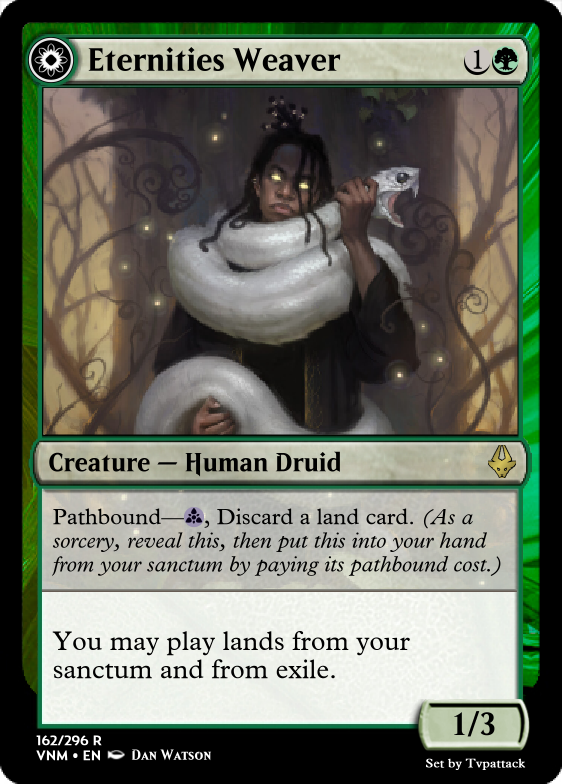 Eternities Weaver 1
Creature — Human Druid
Pathbound—, Discard a land card. (As a
sorcery, reveal this, then put this into your hand
from your sanctum by paying its pathbound cost.)
You may play lands from your
sanctum and from exile.
1/3
162/296 R
VNM • EN Dan Watson
Set by Tvpattack